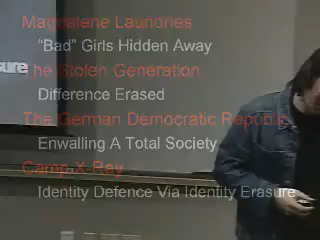 Magdalene Laundries
“Bad” Girls Hidden Away
The Stolen Generation
Difference Erased
The German Democratic Republic
Enwalling A Total Society
Camp X Ray
Identity Defence Via Identity Erasure